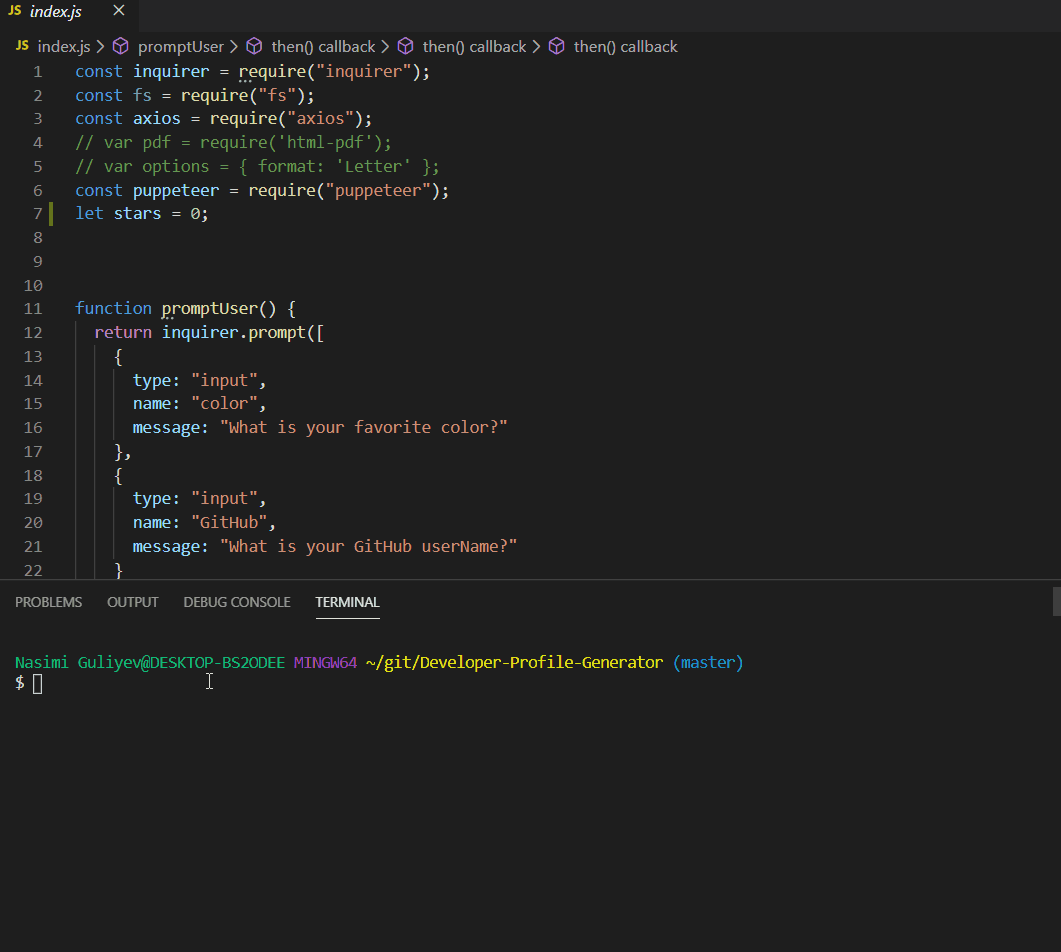 JS index.js ×
JS index.js > promptUser > then() callback > then() callback > then() callback
1 const inquirer = require("inquirer");
2 const fs = require("fs");
3 const axios = require("axios");
4 // var pdf = require('html-pdf');
5 // var options = { format: 'Letter' };
6 const puppeteer = require("puppeteer");
7 let stars = 0;
8
9
10
11 function promptUser() {
12 return inquirer.prompt([
13 {
14 type: "input",
15 name: "color",
16 message: "What is your favorite color?"
17 },
18 {
19 type: "input",
20 name: "GitHub",
21 message: "What is your GitHub userName?"
22 }
PROBLEMS OUTPUT DEBUG CONSOLE TERMINAL
Nasimi Guliyev@DESKTOP-BS2ODEE MINGW64 ~/git/Developer-Profile-Generator (master)
$